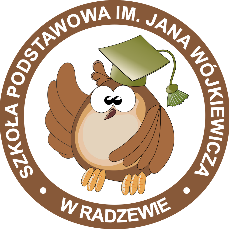 SZKOŁA PODSTAWOWA IM. JANA WÓJKIEWICZA
W RADZEWIE